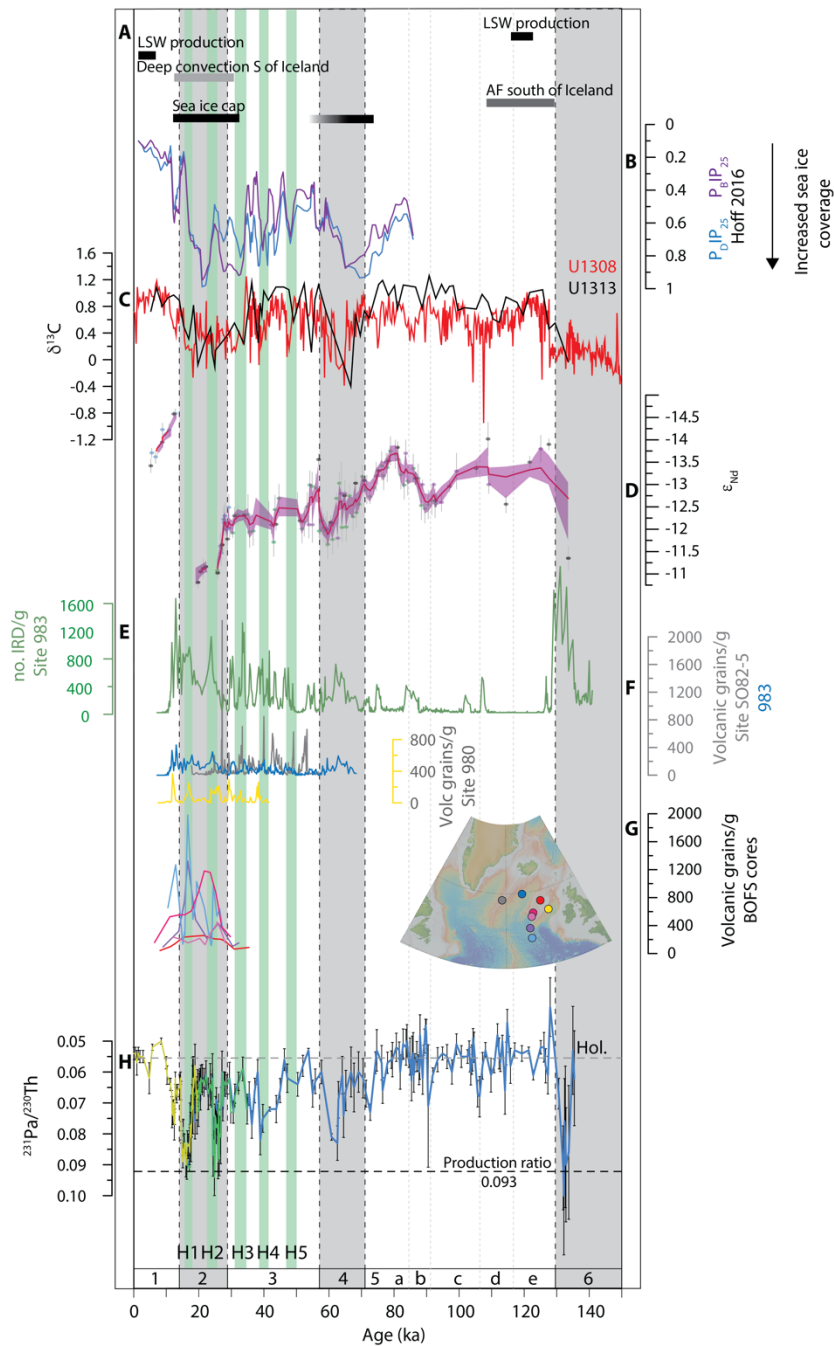 A
LSW production
Deep convection S of Iceland
Sea ice cap
LSW production
AF south of Iceland
B
0
0.2
0.4
0.6
0.8
1
PBIP25
PDIP25
Hoff 2016
Increased sea ice
coverage
C
1.6
1.2
0.8
0.4
0
-0.4
-0.8
-1.2
δ13C
U1308
U1313
D
-14.5
-14
-13.5
-13
-12.5
-12
-11.5
-11
εNd
E
1600
1200
800
400
0
no. IRD/g
Site 983
F
2000
1600
1200
800
400
0
Volcanic grains/g
Site SO82-5
983
800
400
0
Volc grains/g
Site 980
G
2000
1600
1200
800
400
0
Volcanic grains/g
BOFS cores
H
0.05
0.06
0.07
0.08
0.09
0.10
231Pa/230Th
Hol.
Production ratio
0.093
H1 H2 H3 H4 H5
1 2 3 4 5 a b c d e 6
0 20 40 60 80 100 120 140
Age (ka)